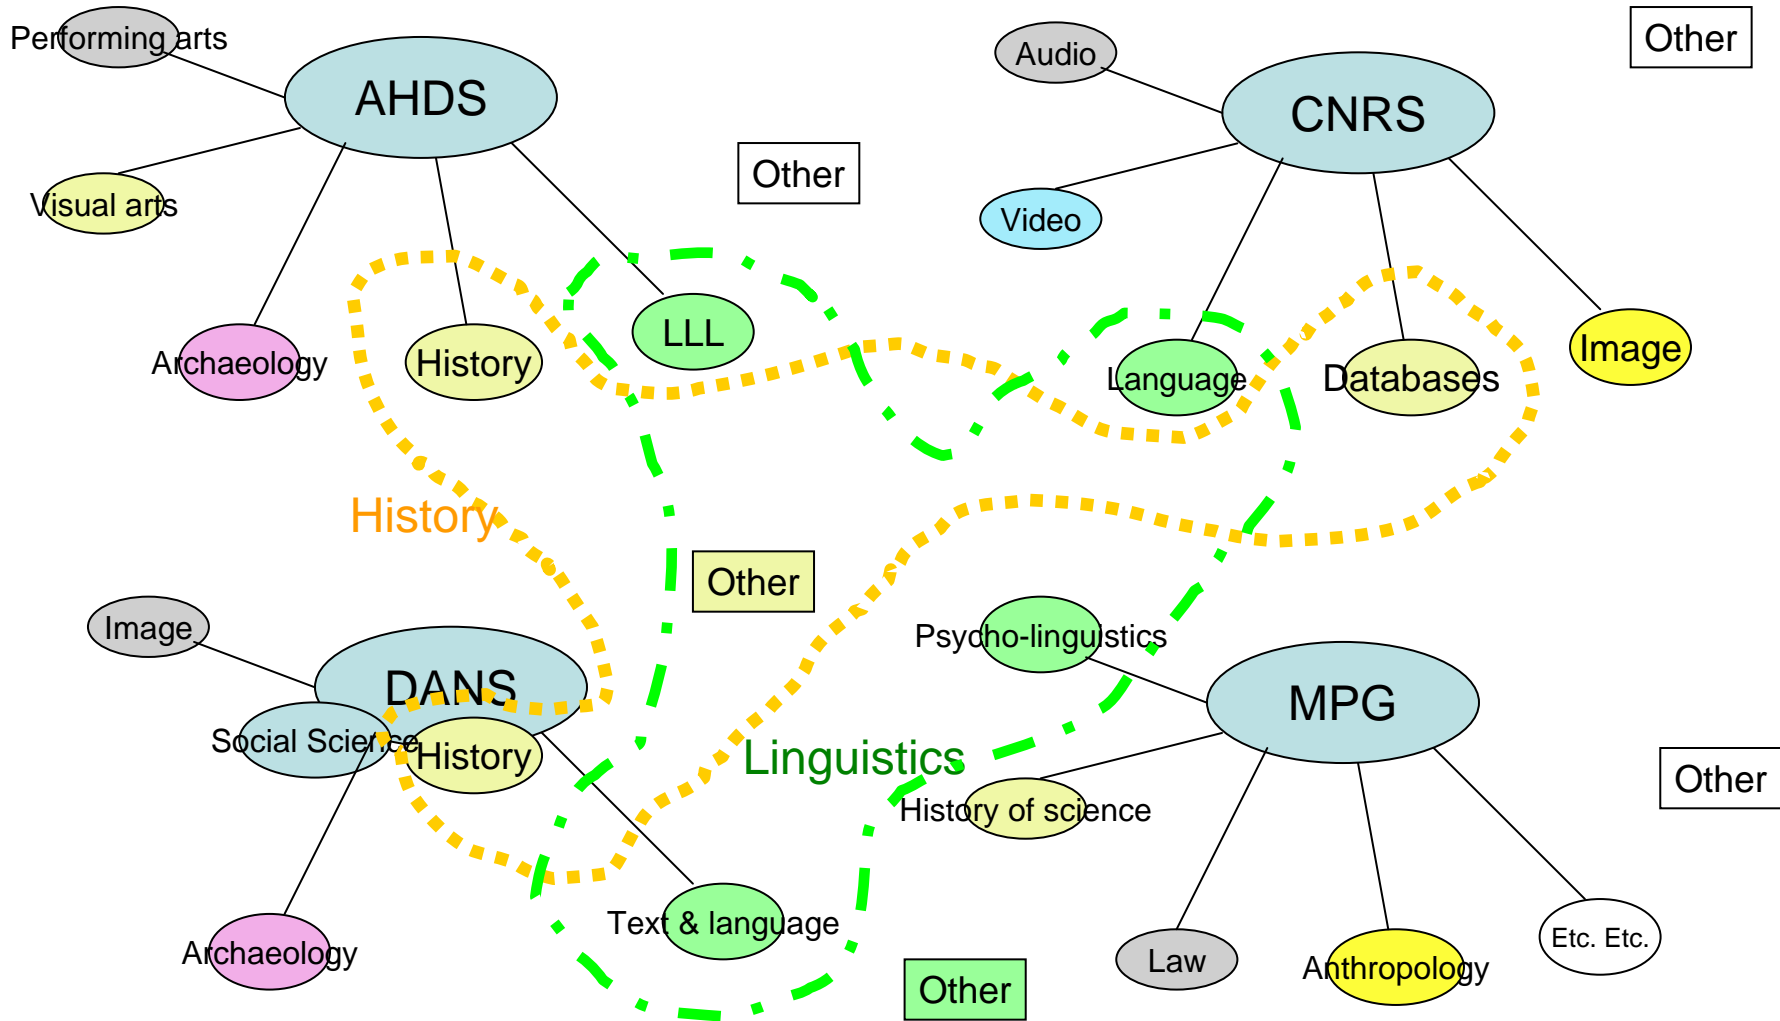 Performing arts
AHDS
Audio
Other
CNRS
Other
Visual arts
Video
LLL
Archaeology
History
Language
Databases
Image
History
Other
Image
Psycho-linguistics
DANS
MPG
Social Science
History
Linguistics
Other
History of science
Text & language
Archaeology
Law
Anthropology
Etc. Etc.
Other